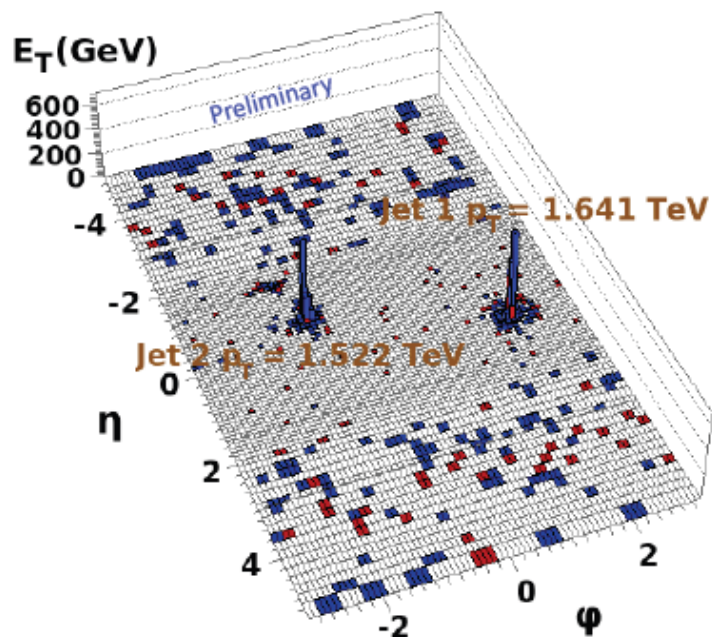 E_T(GeV)
Preliminary
600
400
200
0
-4
Jet 1 p_T = 1.641 TeV
-2
Jet 2 p_T = 1.522 TeV
0
η
2
4
2
0
-2
φ